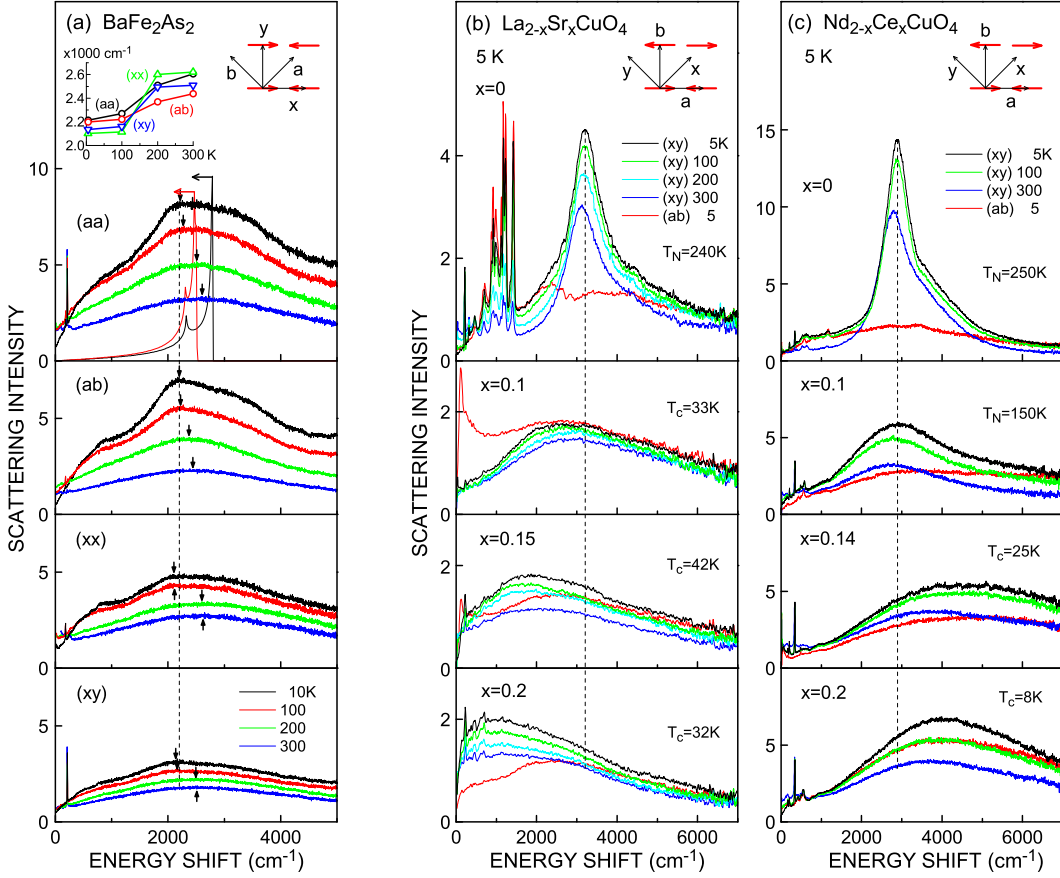 (a) BaFe2As2
x1000 cm-1
2.6
2.5
2.4
2.3
2.2
2.1
(xx)
(aa)
(xy)
(ab)
0 100 200 300 K
y
b a
x
10
(aa)
5
0
(ab)
5
0
(xx)
5
0
(xy)
10K
100
200
300
5
0
0 2000 4000
SCATTERING INTENSITY
ENERGY SHIFT (cm-1)
(b) La2-xSrxCuO4
5 K
b
y x
a
x=0
(xy) 5K
(xy) 100
(xy) 200
(xy) 300
(ab) 5
TN=240K
4
2
0
x=0.1
Tc=33K
2
0
x=0.15
Tc=42K
2
0
x=0.2
Tc=32K
2
0
0 2000 4000 6000
SCATTERING INTENSITY
ENERGY SHIFT (cm-1)
(c) Nd2-xCexCuO4
5 K
b
y x
a
15
x=0
(xy) 5K
(xy) 100
(xy) 300
(ab) 5
TN=250K
10
5
0
x=0.1
TN=150K
5
0
x=0.14
Tc=25K
5
0
x=0.2
Tc=8K
5
0
0 2000 4000 6000
ENERGY SHIFT (cm-1)